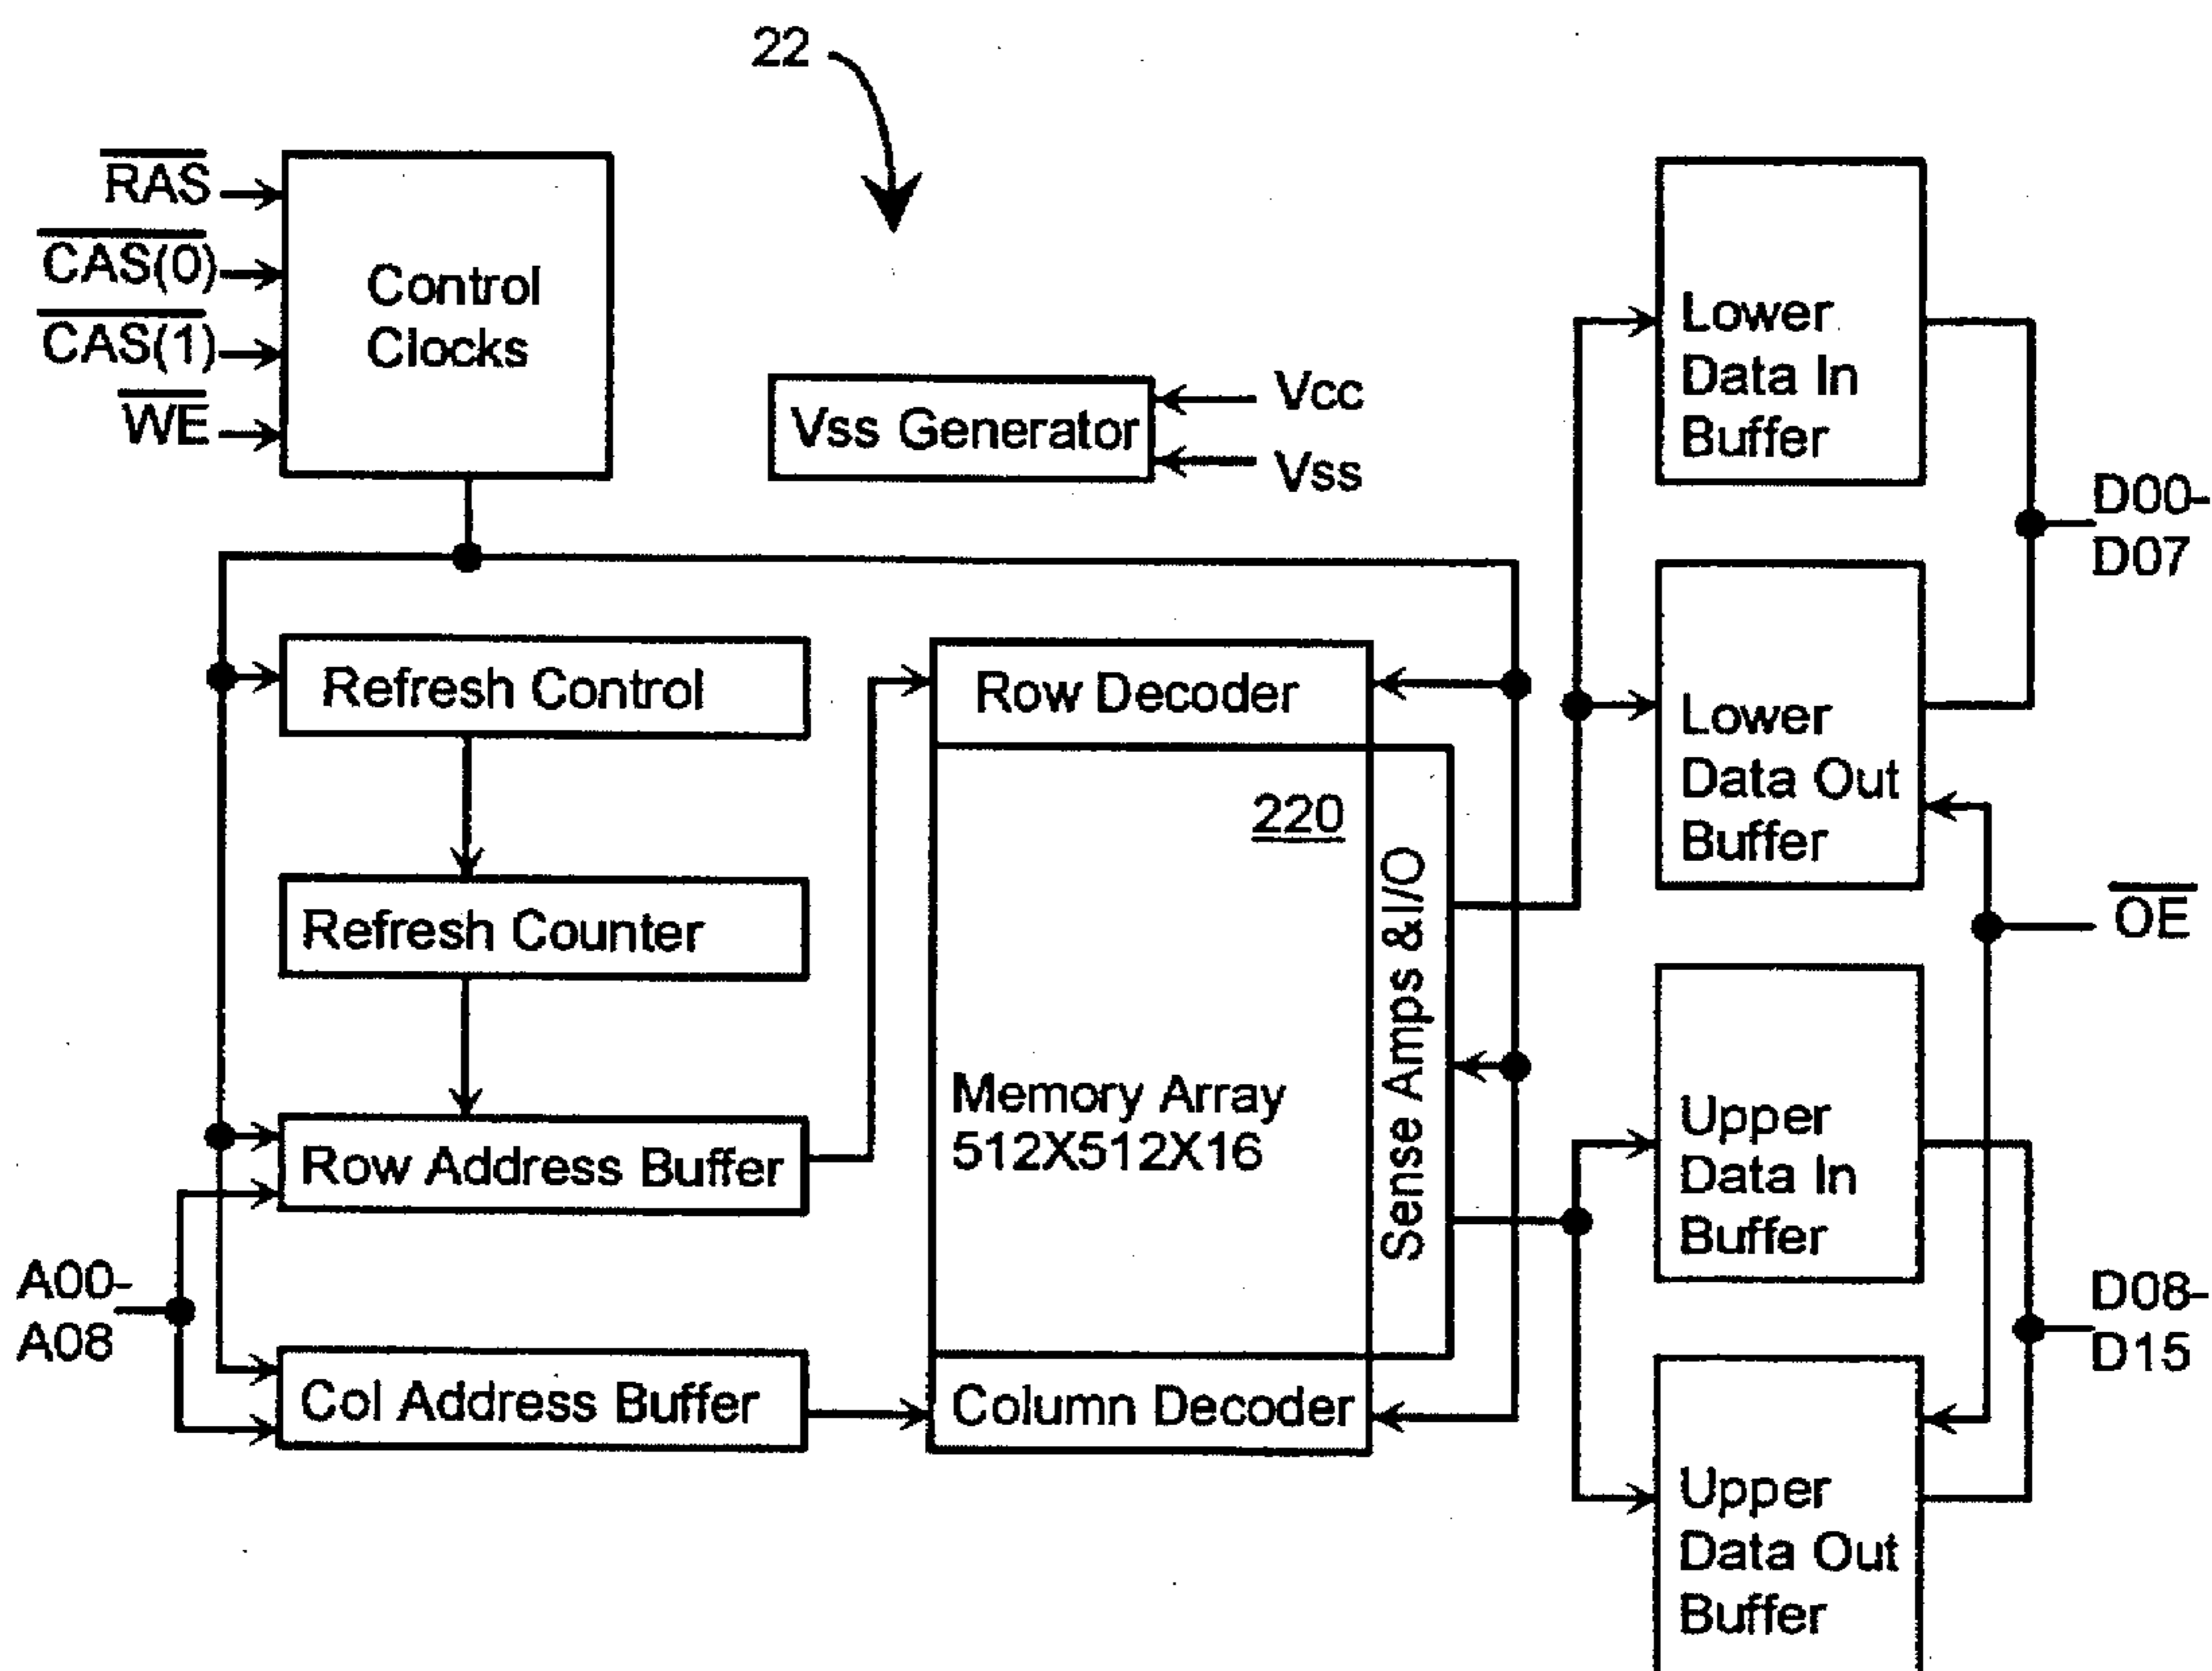 22
RAS
CAS(0)
CAS(1)
WE
Control
Clocks
Vss Generator
Vcc
Vss
Lower
Data In
Buffer
D00-
D07
Refresh Control
Row Decoder
Lower
Data Out
Buffer
220
OE
Refresh Counter
Sense Amps &I/O
Memory Array
512X512X16
Row Address Buffer
Upper
Data In
Buffer
A00-
A08
D08-
D15
Col Address Buffer
Column Decoder
Upper
Data Out
Buffer